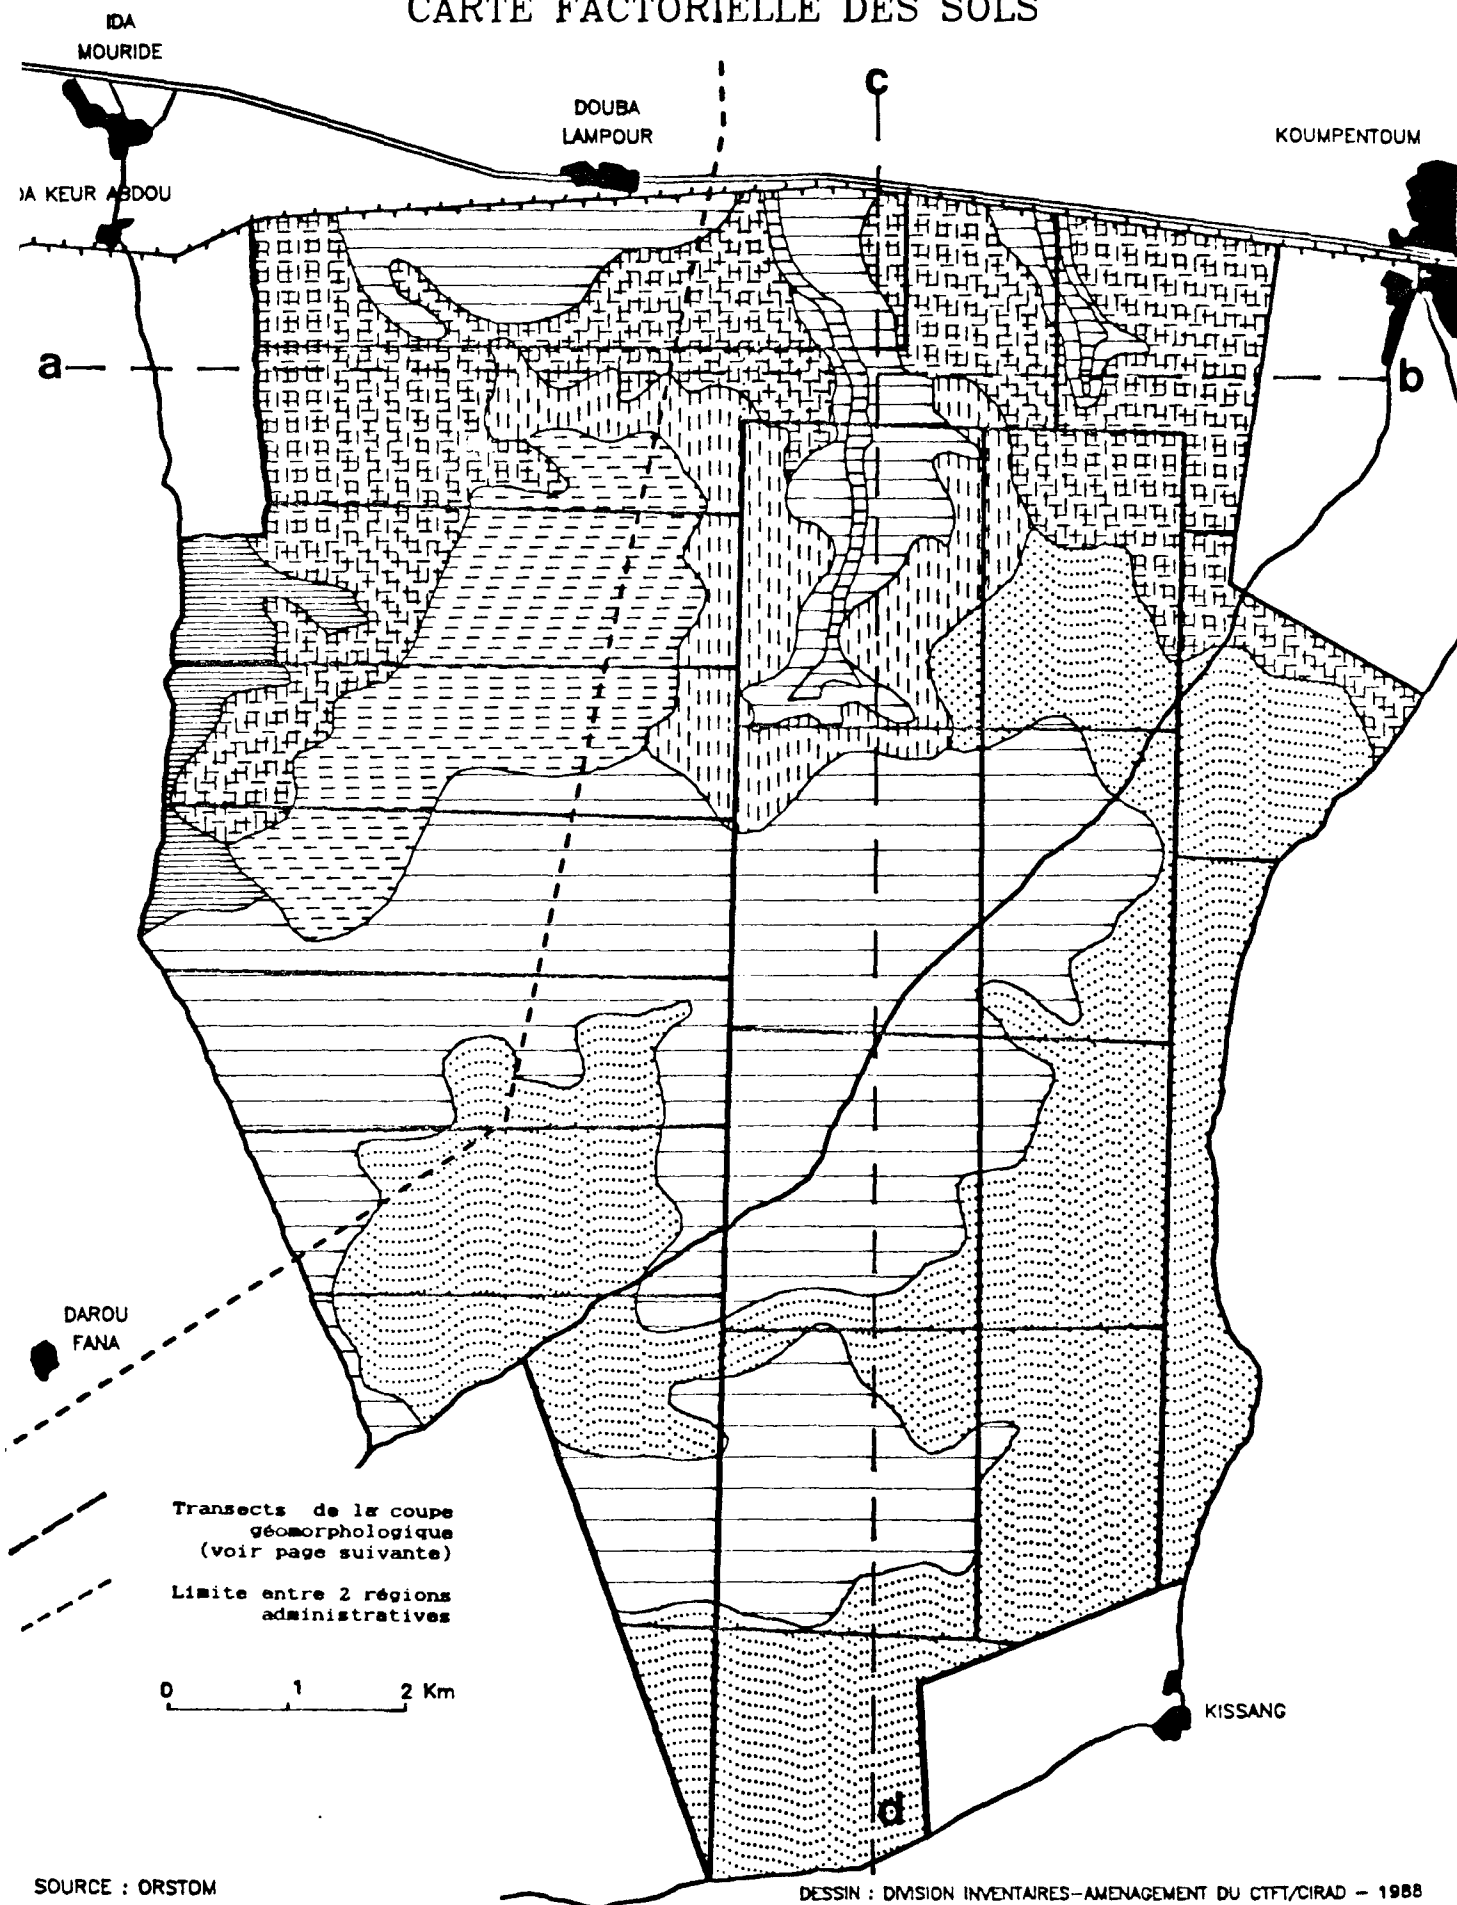 CARTE FACTORIELLE DES SOLS
IDA
MOURIDE
DOUBA
LAMPOUR
c
KOUMPENTOUM
DA KEUR ABDOU
a
b
DAROU
FANA
Transects de la coupe
géomorphologique
(voir page suivante)
Limite entre 2 régions
administratives
0 1 2 Km
KISSANG
d
SOURCE : ORSTOM
DESSIN : DIVISION INVENTAIRES-AMENAGEMENT DU CTFT/CIRAD - 1988